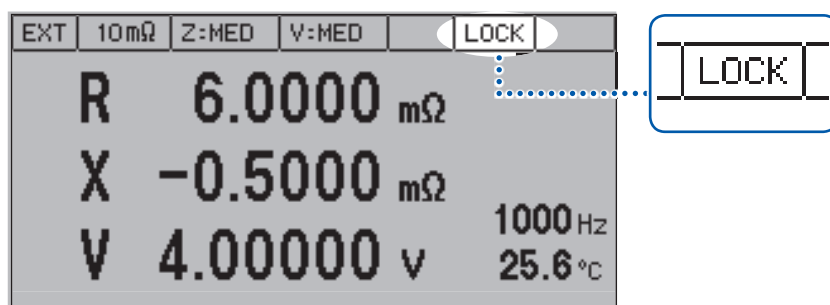 EXT 10mΩ Z:MED V:MED LOCK
LOCK
R 6.0000 mΩ
X -0.5000 mΩ
1000 Hz
V 4.00000 V
25.6 °C